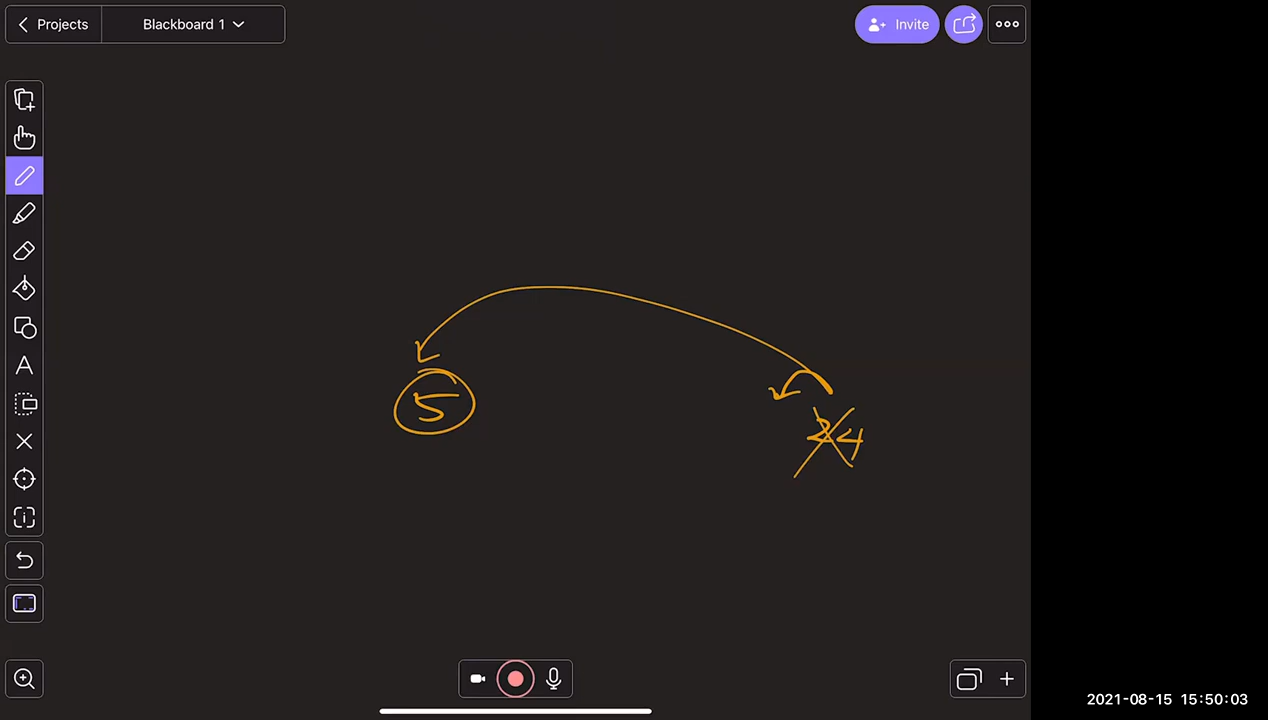 Projects
Blackboard 1
Invite
A
5
24
2021-08-15 15:50:03